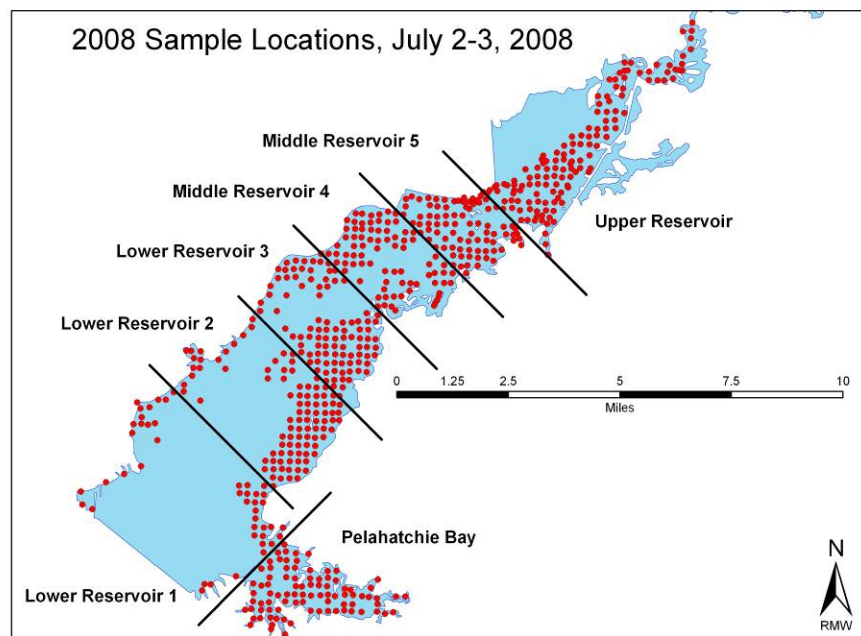 2008 Sample Locations, July 2-3, 2008
Middle Reservoir 5
Middle Reservoir 4
Upper Reservoir
Lower Reservoir 3
Lower Reservoir 2
0 1.25 2.5 5 7.5 10
Miles
Pelahatchie Bay
N
Lower Reservoir 1
RMW